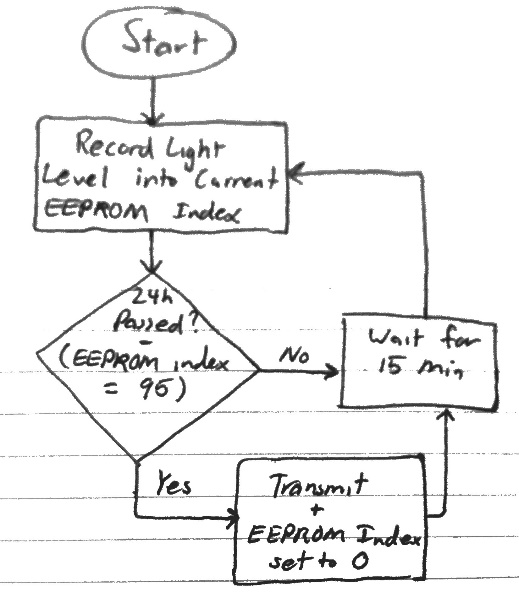 Start
Record Light
Level into Current
EEPROM Index
24h
Passed?
(EEPROM index
= 95)
No
Wait for
15 min
Yes
Transmit
+
EEPROM Index
set to 0